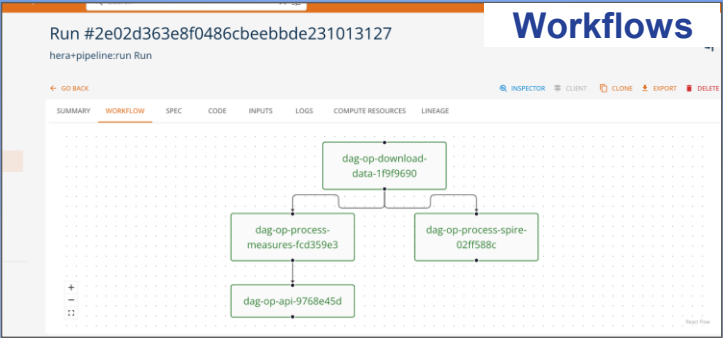 Workflows
Run #2e02d363e8f0486cbeebbde231013127
hera+pipeline:run Run
GO BACK
INSPECTOR CLIENT CLONE EXPORT DELETE
SUMMARY WORKFLOW SPEC CODE INPUTS LOGS COMPUTE RESOURCES LINEAGE
dag-op-download-
data-1f9f9690
dag-op-process-
measures-fcd359e3
dag-op-process-spire-
02ff588c
dag-op-api-9768e45d
React Flow